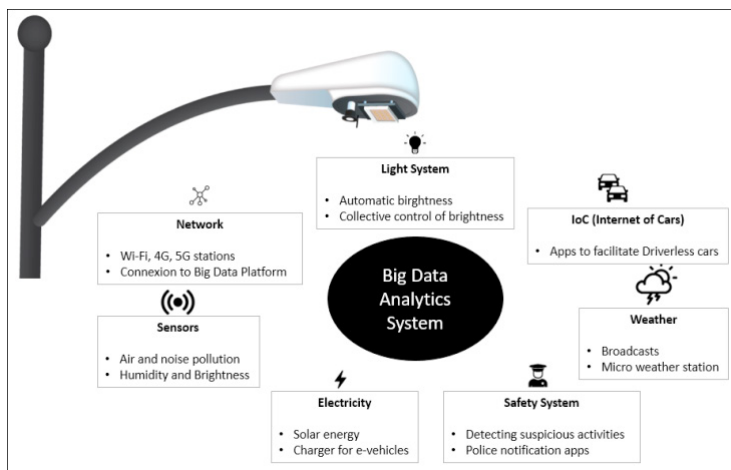 Light System
• Automatic birghtness
• Collective control of brightness
Network
• Wi-Fi, 4G, 5G stations
• Connexion to Big Data Platform
IoC (Internet of Cars)
• Apps to facilitate Driverless cars
Big Data
Analytics
System
Sensors
• Air and noise pollution
• Humidity and Brightness
Weather
• Broadcasts
• Micro weather station
Electricity
• Solar energy
• Charger for e-vehicles
Safety System
• Detecting suspicious activities
• Police notification apps